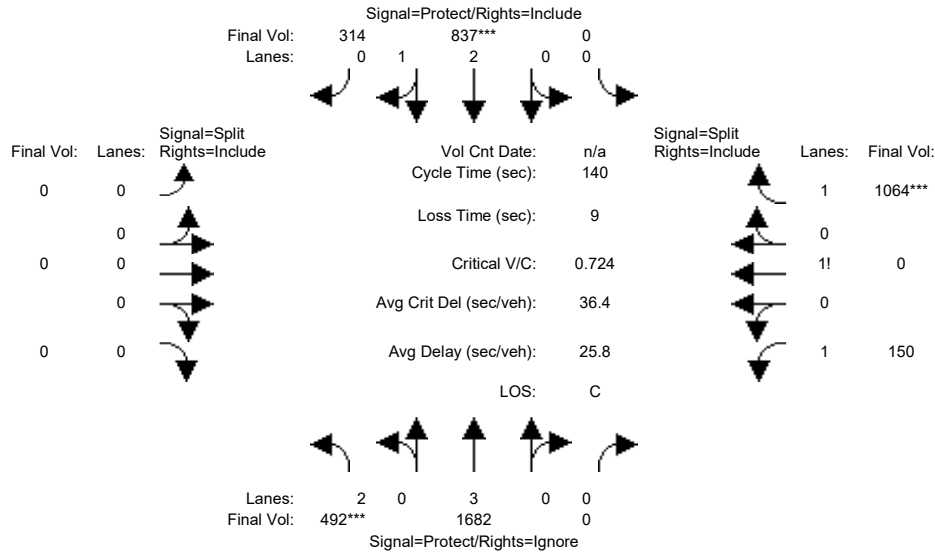 Signal=Protect/Rights=Include
Final Vol: 314 837*** 0
Lanes: 0 1 2 0 0
Signal=Split
Final Vol: Lanes: Rights=Include
Vol Cnt Date: n/a
Signal=Split
Rights=Include Lanes: Final Vol:
Cycle Time (sec): 140
0 0
1 1064***
Loss Time (sec): 9
0
0
0 0
Critical V/C: 0.724
1! 0
0
Avg Crit Del (sec/veh): 36.4
0
0 0
Avg Delay (sec/veh): 25.8
1 150
LOS: C
Lanes: 2 0 3 0 0
Final Vol: 492*** 1682 0
Signal=Protect/Rights=Ignore